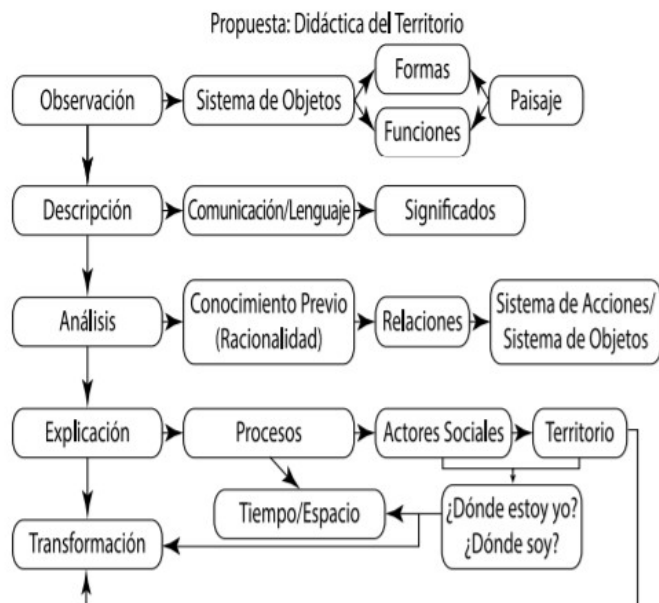 Propuesta: Didáctica del Territorio
Observación
Sistema de Objetos
Formas
Funciones
Paisaje
Descripción
Comunicación/Lenguaje
Significados
Análisis
Conocimiento Previo
(Racionalidad)
Relaciones
Sistema de Acciones/
Sistema de Objetos
Explicación
Procesos
Actores Sociales
Territorio
Tiempo/Espacio
¿Dónde estoy yo?
¿Dónde soy?
Transformación